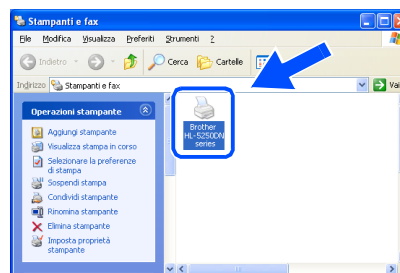 Stampanti e fax
File Modifica Visualizza Preferiti Strumenti ?
Indietro Cerca Cartelle
Indirizzo Stampanti e fax Vai
Operazioni stampante
Aggiungi stampante
Visualizza stampa in corso
Selezionare la preferenze
di stampa
Sospendi stampa
Condividi stampante
Rinomina stampante
Elimina stampante
Imposta proprietà
stampante
Brother
HL-5250DN
series